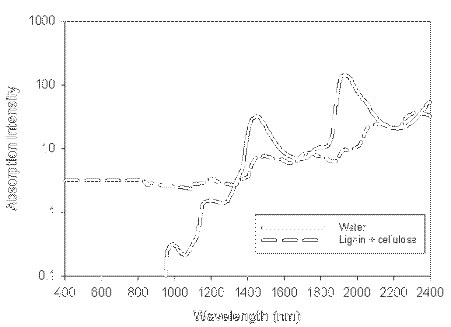 1000
100
10
1
0.1
Absorption Intensity
400 600 800 1000 1200 1400 1600 1800 2000 2200 2400
Wavelength (nm)
Water
Lignin + cellulose